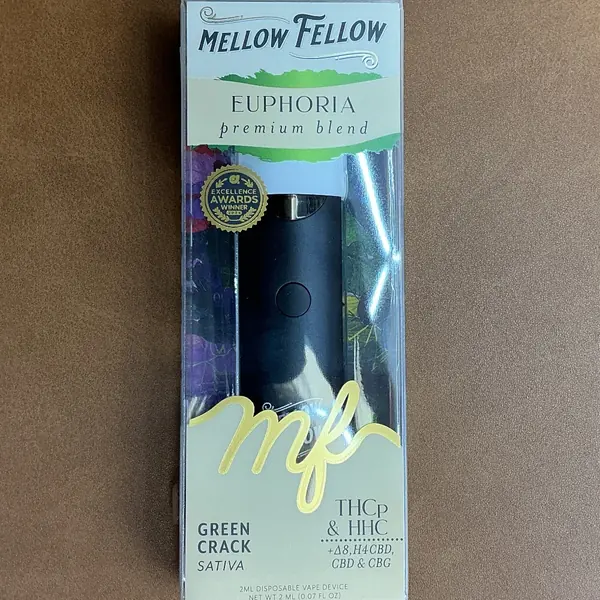 MELLOW FELLOW
EUPHORIA
premium blend
EXCELLENCE
AWARDS
WINNER
mf
GREEN
CRACK
SATIVA
THCP
& HHC
+Δ8,H4CBD,
CBD & CBG
2ML DISPOSABLE VAPE DEVICE
NET WT 2 ML (0.07 FL OZ)